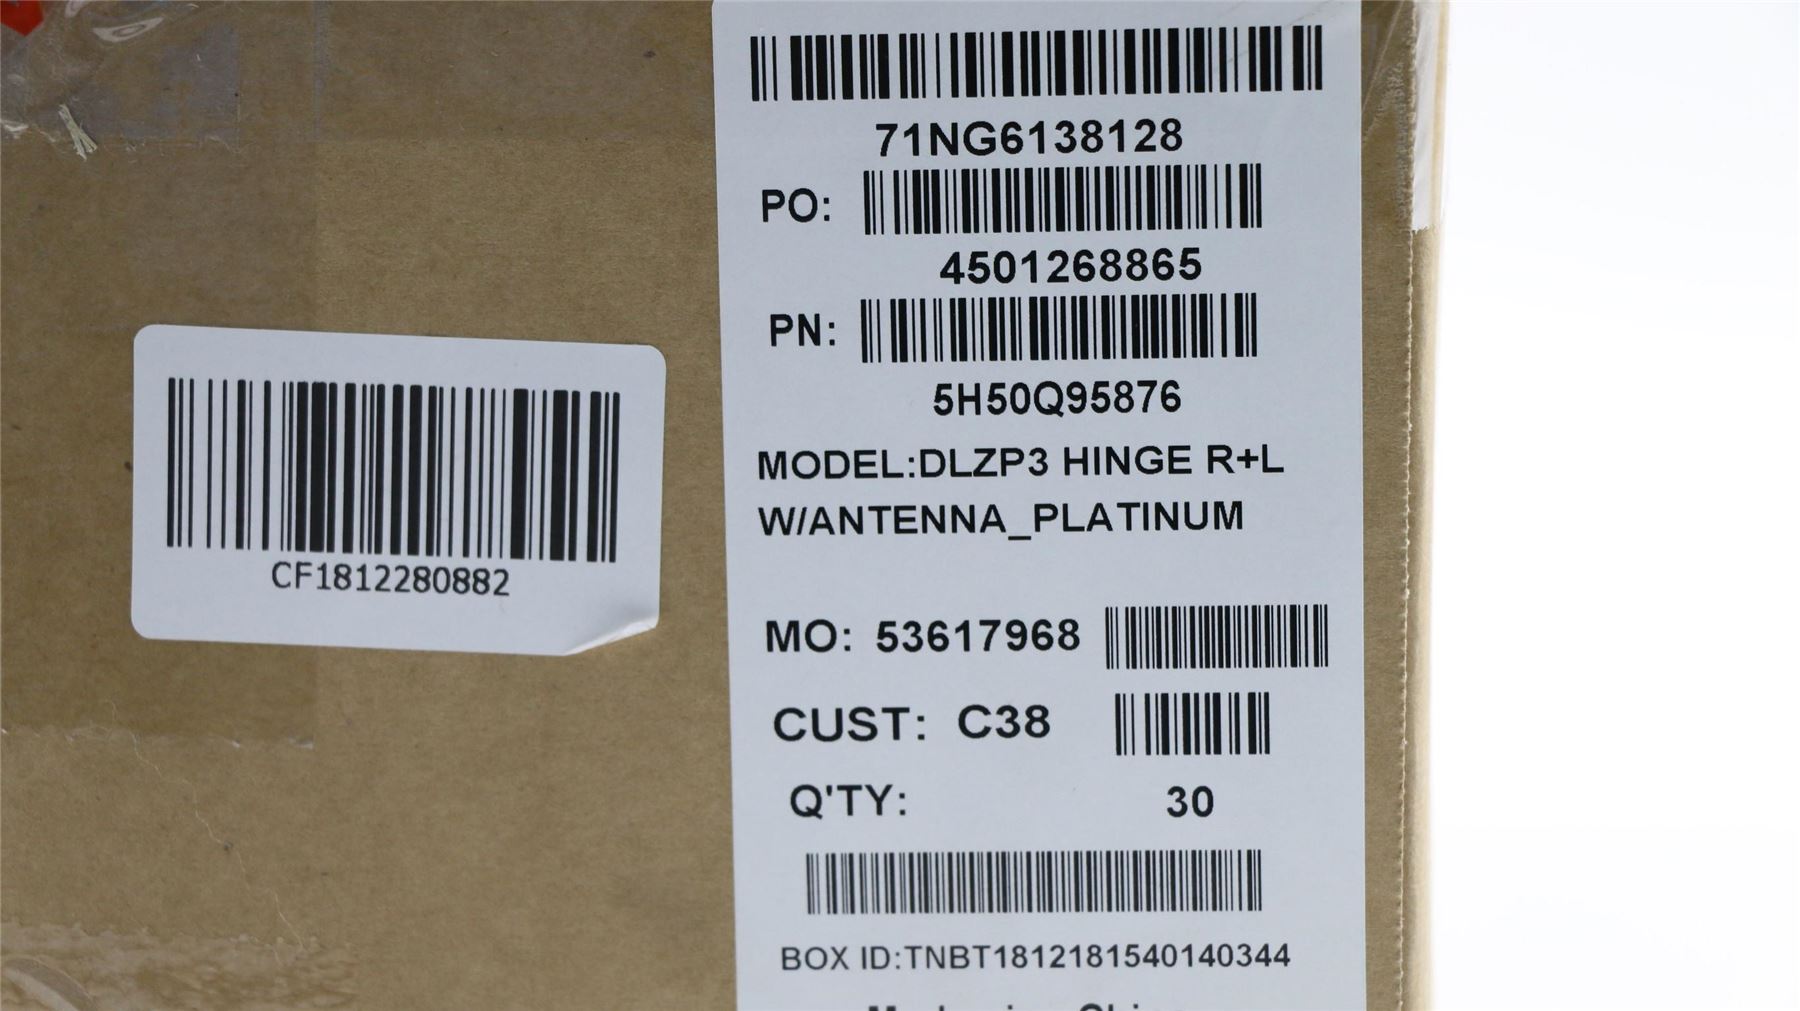 71NG6138128
PO:
4501268865
PN:
5H50Q95876
MODEL:DLZP3 HINGE R+L
W/ANTENNA_PLATINUM
MO: 53617968
CUST: C38
Q'TY: 30
BOX ID:TNBT1812181540140344
CF1812280882